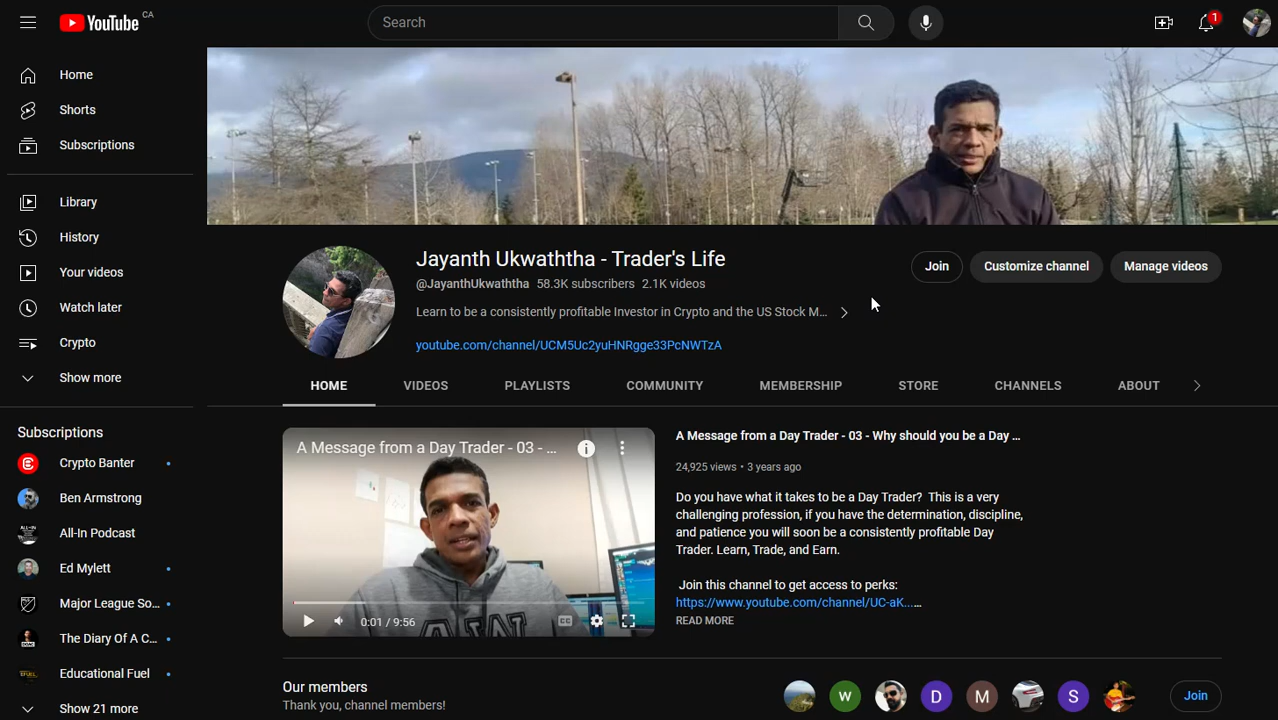 YouTube CA
Search
1
Home
Shorts
Subscriptions
Library
History
Your videos
Watch later
Crypto
Show more
Subscriptions
Crypto Banter
Ben Armstrong
All-In Podcast
Ed Mylett
Major League So...
The Diary Of A C...
Educational Fuel
Show 21 more
Jayanth Ukwaththa - Trader's Life
@JayanthUkwaththa 58.3K subscribers 2.1K videos
Learn to be a consistently profitable Investor in Crypto and the US Stock M...
youtube.com/channel/UCM5Uc2yuHNRgge33PcNWTzA
Join
Customize channel
Manage videos
HOME
VIDEOS
PLAYLISTS
COMMUNITY
MEMBERSHIP
STORE
CHANNELS
ABOUT
A Message from a Day Trader - 03 - ...
0:01 / 9:56
A Message from a Day Trader - 03 - Why should you be a Day ...
24,925 views • 3 years ago
Do you have what it takes to be a Day Trader? This is a very
challenging profession, if you have the determination, discipline,
and patience you will soon be a consistently profitable Day
Trader. Learn, Trade, and Earn.
Join this channel to get access to perks:
https://www.youtube.com/channel/UC-aK......
READ MORE
Our members
Thank you, channel members!
W
D
M
S
Join